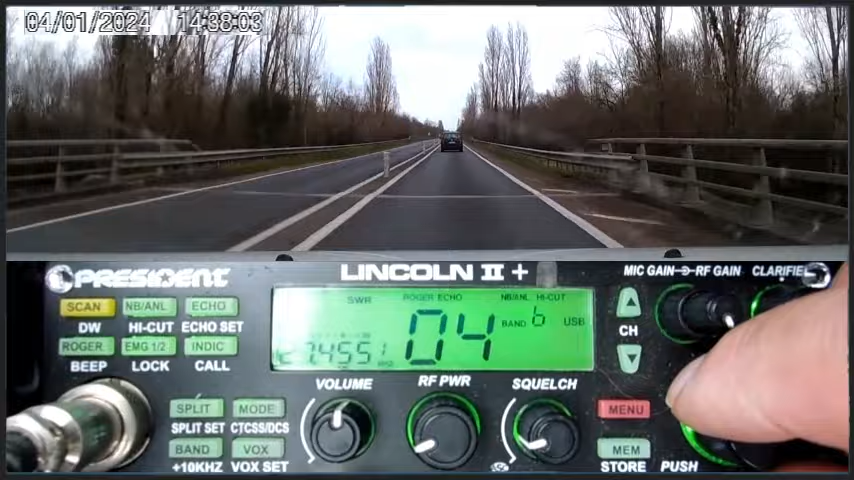 04/01/2024 14:38:03
PRESIDENT
LINCOLN II +
MIC GAIN RF GAIN CLARIFIE
SCAN NB/ANL ECHO
DW HI-CUT ECHO SET
ROGER EMG 1/2 INDIC
BEEP LOCK CALL
SWR ROGER ECHO NB/ANL HI-CUT
04 BAND b USB
7.4551
CH
VOLUME RF PWR SQUELCH
SPLIT MODE
SPLIT SET CTCSS/DCS
BAND VOX
+10KHZ VOX SET
MENU
MEM
STORE PUSH